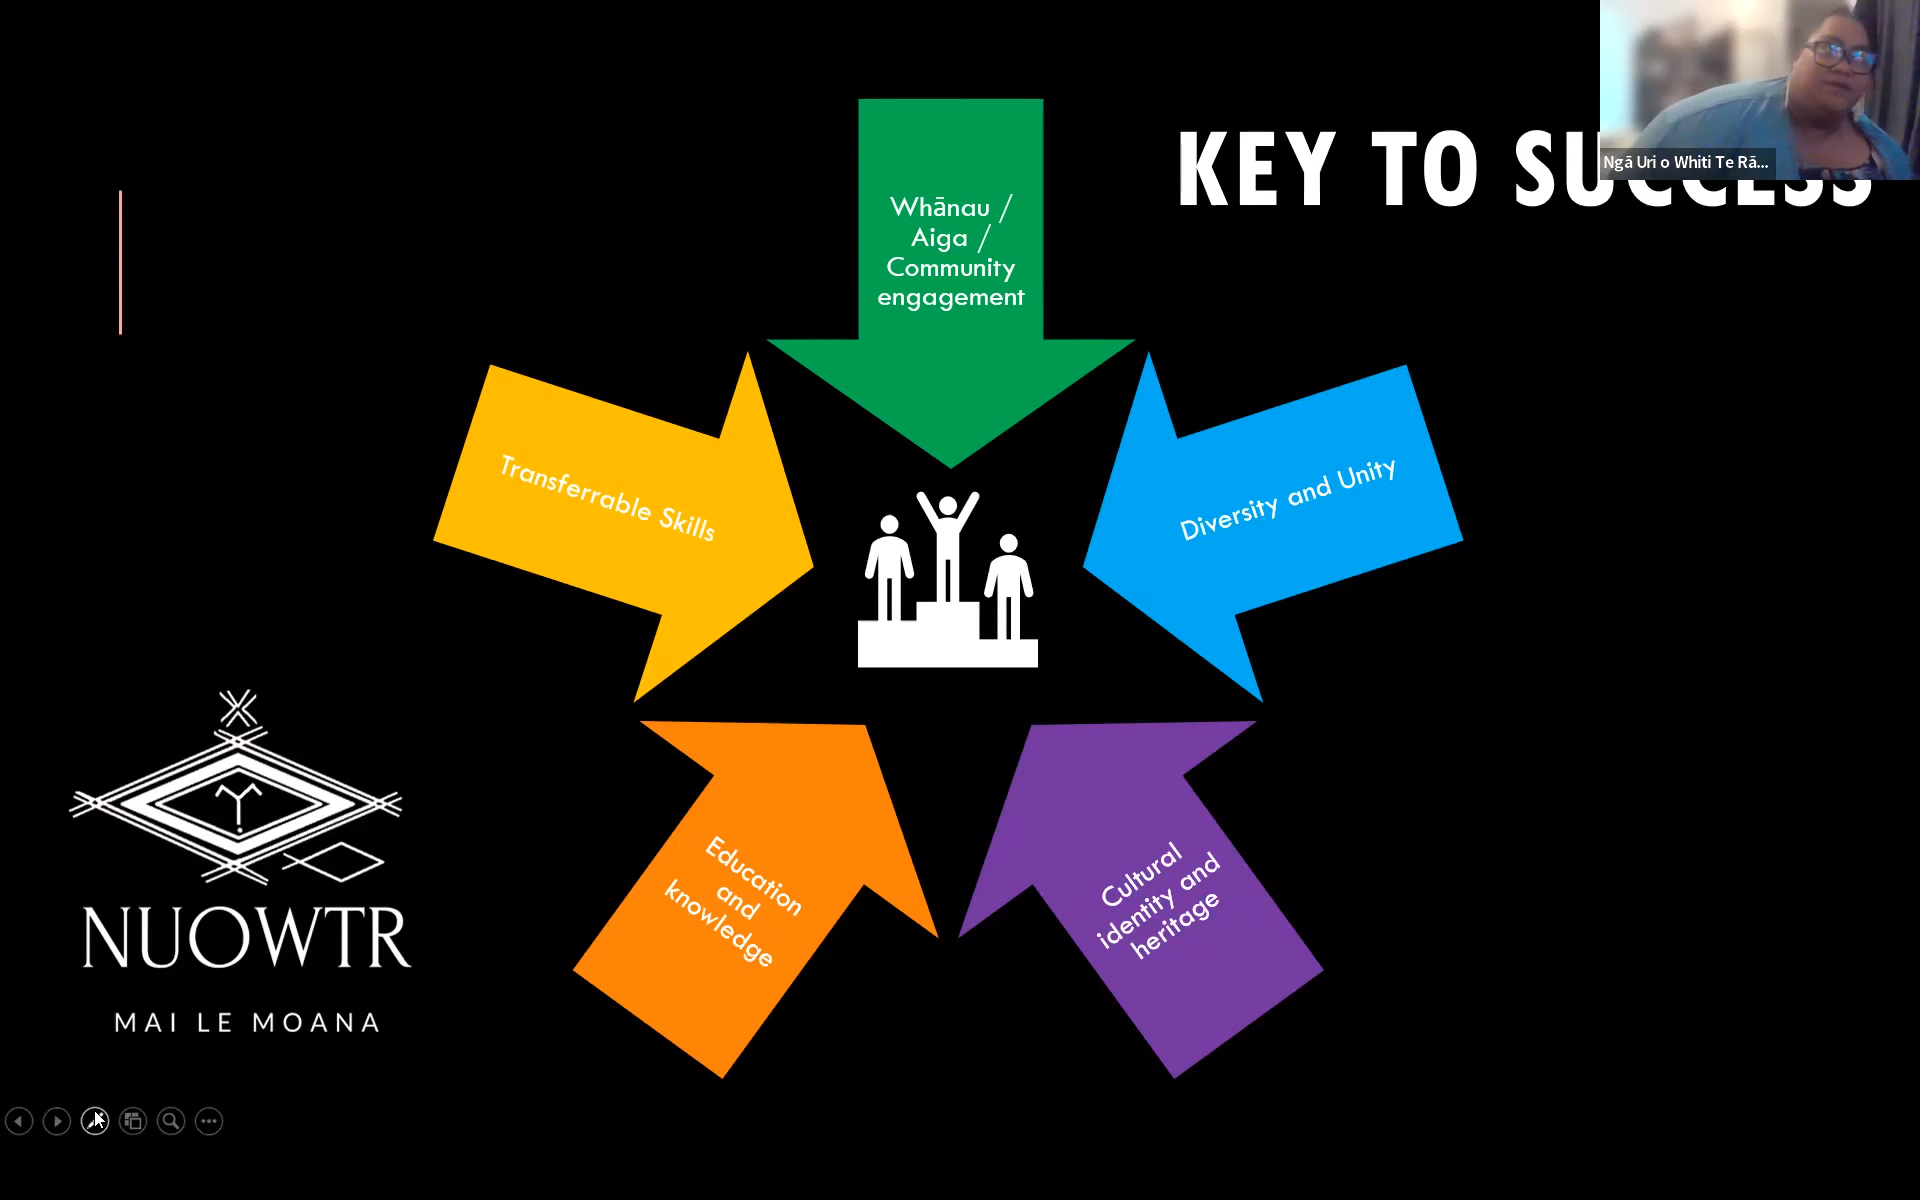 KEY TO SUCCESS
Ngā Uri o Whiti Te Rā...
Whānau /
Aiga /
Community
engagement
Transferrable Skills
Diversity and Unity
Education
and
knowledge
Cultural
identity and
heritage
NUOWTR
MAI LE MOANA